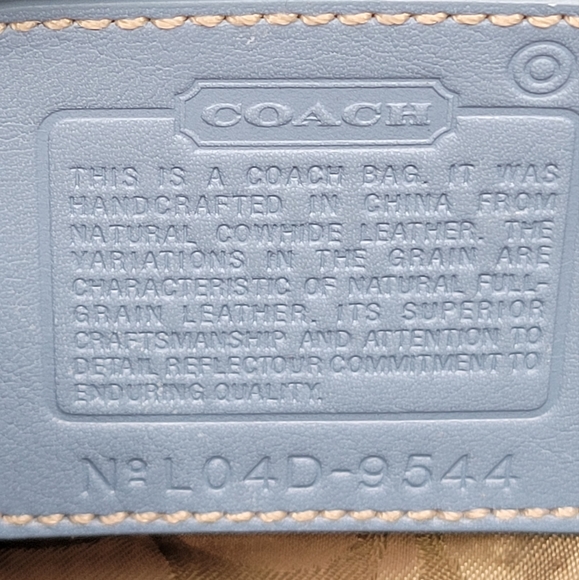 COACH
THIS IS A COACH BAG. IT WAS
HANDCRAFTED IN CHINA FROM
NATURAL COWHIDE LEATHER. THE
VARIATIONS IN THE GRAIN ARE
CHARACTERISTIC OF NATURAL FULL-
GRAIN LEATHER. ITS SUPERIOR
CRAFTSMANSHIP AND ATTENTION TO
DETAIL REFLECT OUR COMMITMENT TO
ENDURING QUALITY.
Nº L04D-9544